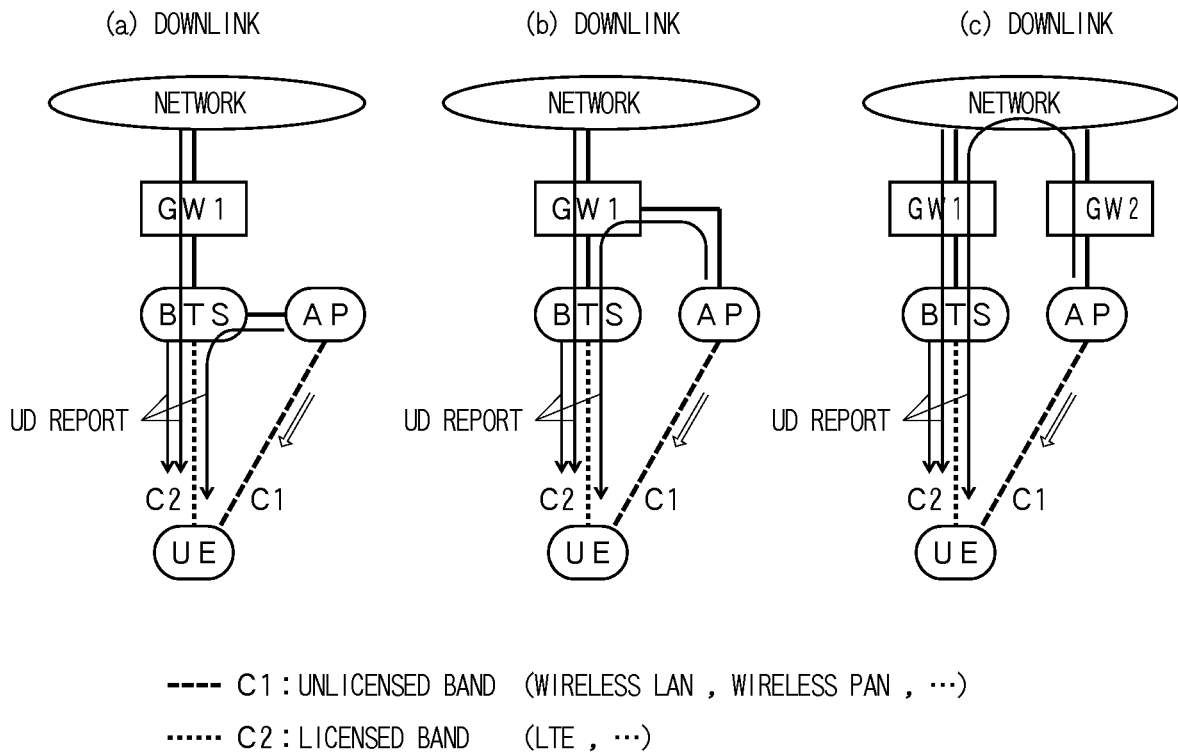 (a) DOWNLINK (b) DOWNLINK (c) DOWNLINK
NETWORK NETWORK NETWORK
GW1 GW1 GW1 GW2
BTS AP BTS AP BTS AP
UD REPORT UD REPORT UD REPORT
C2 C1 C2 C1 C2 C1
UE UE UE
C1:UNLICENSED BAND (WIRELESS LAN , WIRELESS PAN , ⋯)
C2:LICENSED BAND (LTE , ⋯)